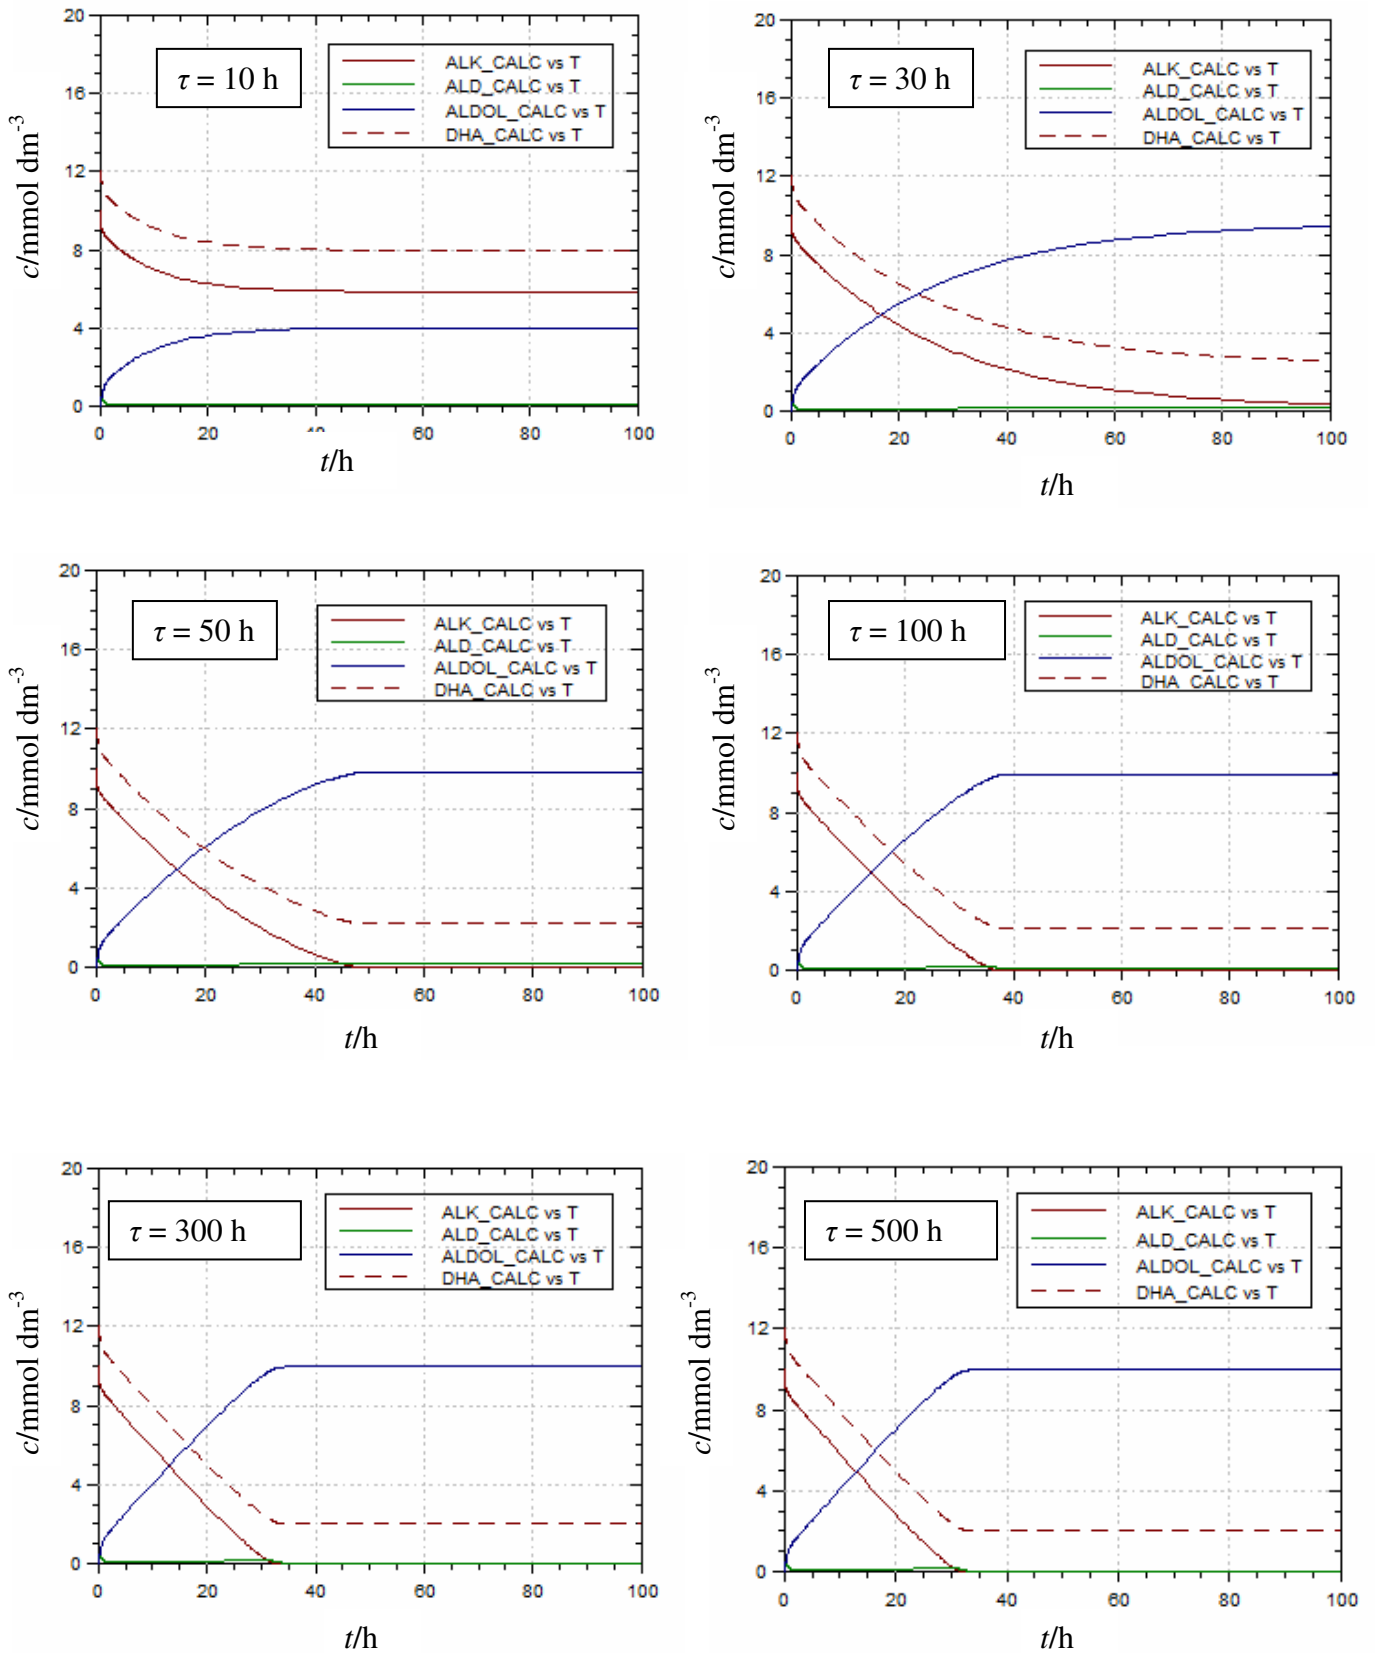 τ = 10 h
ALK_CALC vs T
ALD_CALC vs T
ALDOL_CALC vs T
DHA_CALC vs T
c/mmol dm-3
20
16
12
8
4
0
0 20 60 80 100
t/h
τ = 30 h
ALK_CALC vs T
ALD_CALC vs T
ALDOL_CALC vs T
DHA_CALC vs T
c/mmol dm-3
20
16
12
8
4
0
0 20 40 60 80 100
t/h
τ = 50 h
ALK_CALC vs T
ALD_CALC vs T
ALDOL_CALC vs T
DHA_CALC vs T
c/mmol dm-3
20
16
12
8
4
0
0 20 40 60 80 100
t/h
τ = 100 h
ALK_CALC vs T
ALD_CALC vs T
ALDOL_CALC vs T
DHA_CALC vs T
c/mmol dm-3
20
16
12
8
4
0
0 20 40 60 80 100
t/h
τ = 300 h
ALK_CALC vs T
ALD_CALC vs T
ALDOL_CALC vs T
DHA_CALC vs T
c/mmol dm-3
20
16
12
8
4
0
0 20 40 60 80 100
t/h
τ = 500 h
ALK_CALC vs T
ALD_CALC vs T
ALDOL_CALC vs T
DHA_CALC vs T
c/mmol dm-3
20
16
12
8
4
0
0 20 40 60 80 100
t/h